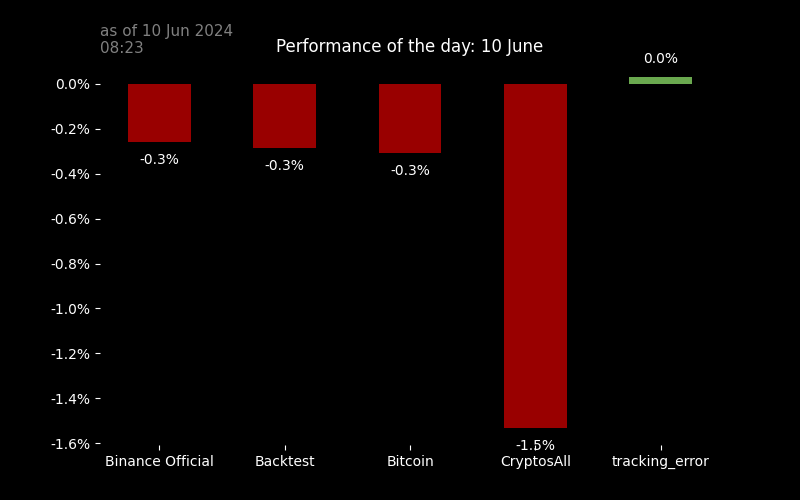 as of 10 Jun 2024
08:23
Performance of the day: 10 June
0.0%
0.0%
-0.2%
-0.3%
-0.3%
-0.3%
-0.4%
-0.6%
-0.8%
-1.0%
-1.2%
-1.4%
-1.6%
-1.5%
Binance Official
Backtest
Bitcoin
CryptosAll
tracking_error